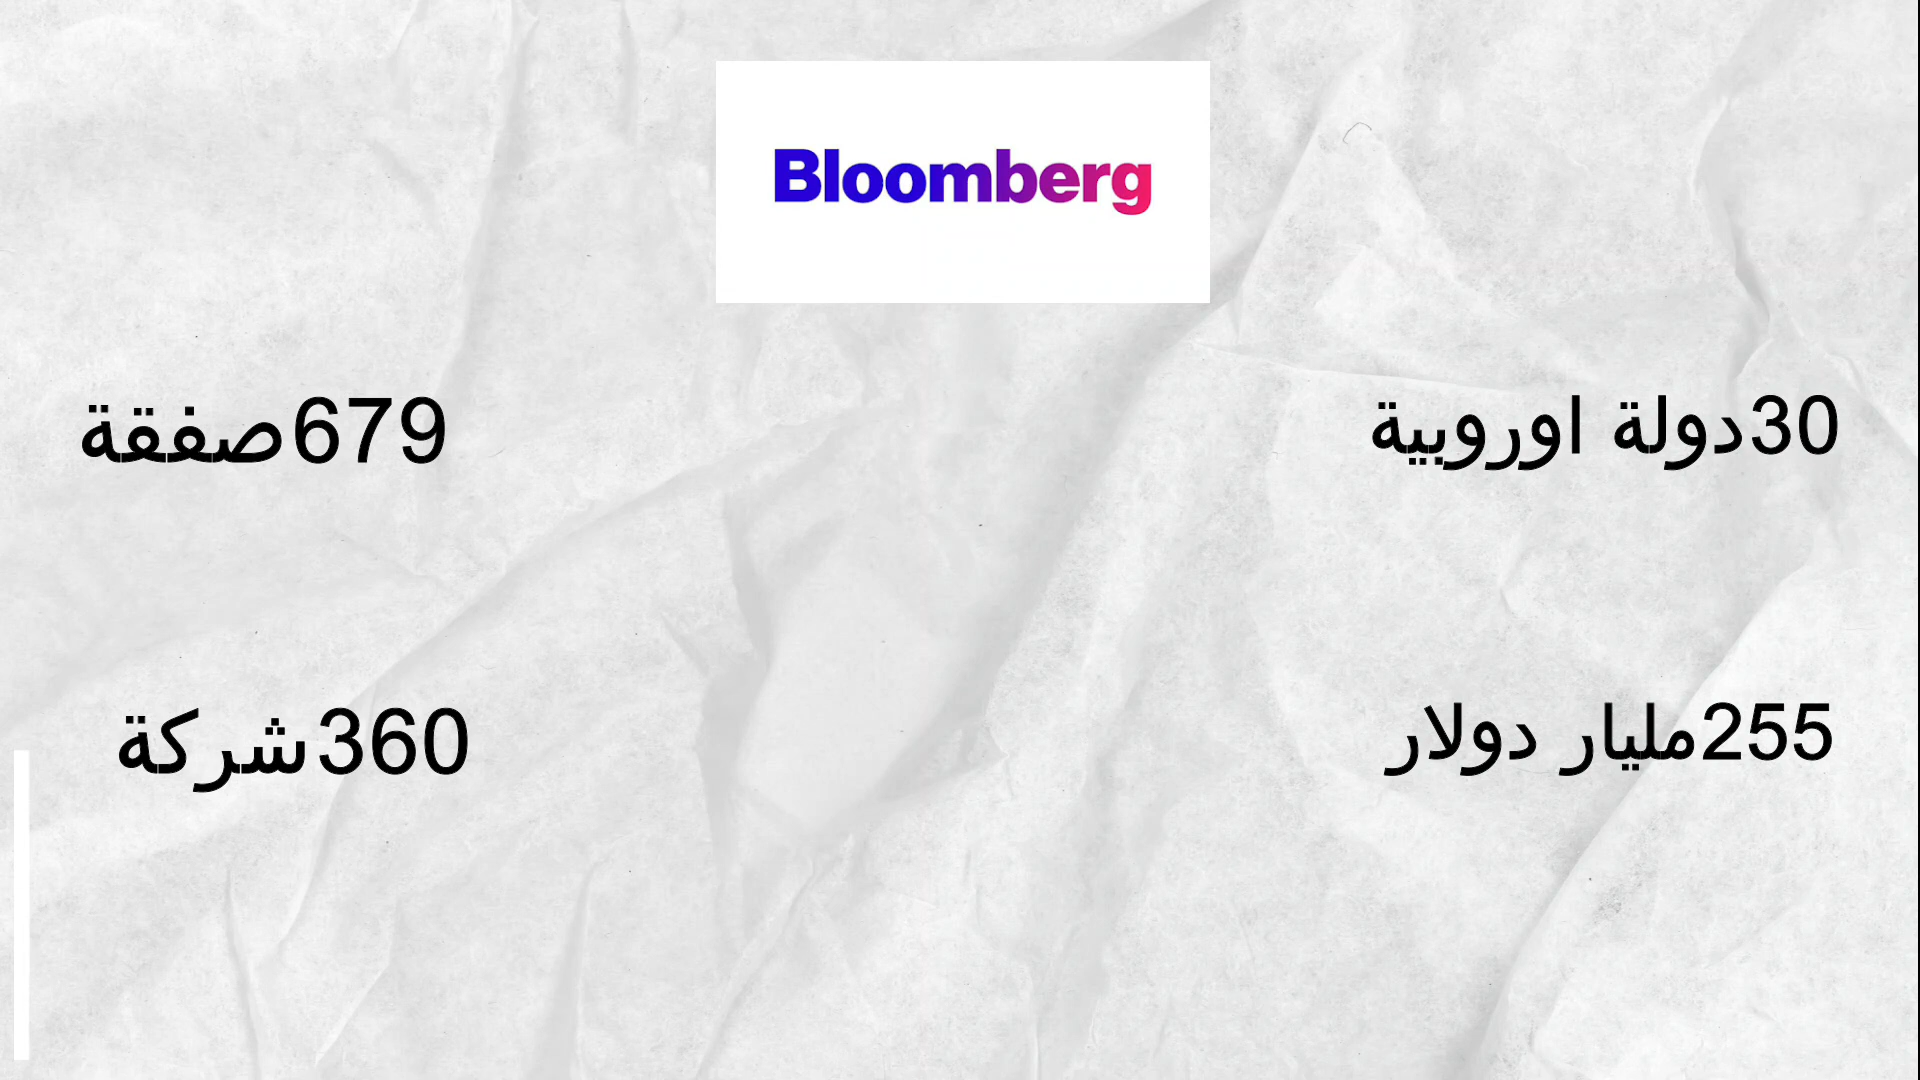 Bloomberg
30دولة اوروبية
679صفقة
255مليار دولار
360شركة